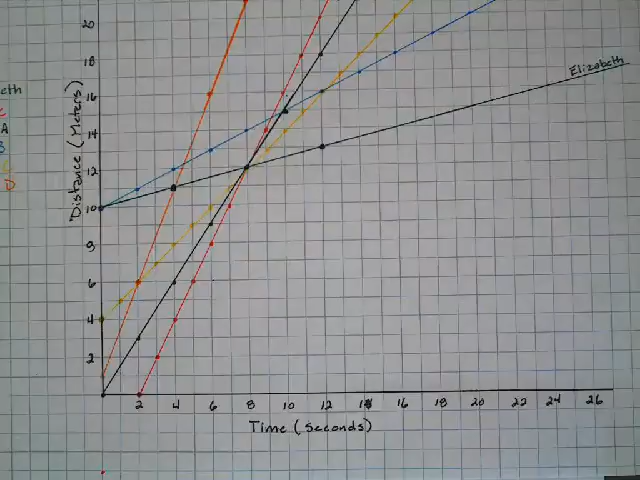 20
18
16
14
12
10
8
6
4
2
Distance (Meters)
eth
A
B
C
D
Elizabeth
2 4 6 8 10 12 14 16 18 20 22 24 26
Time (Seconds)